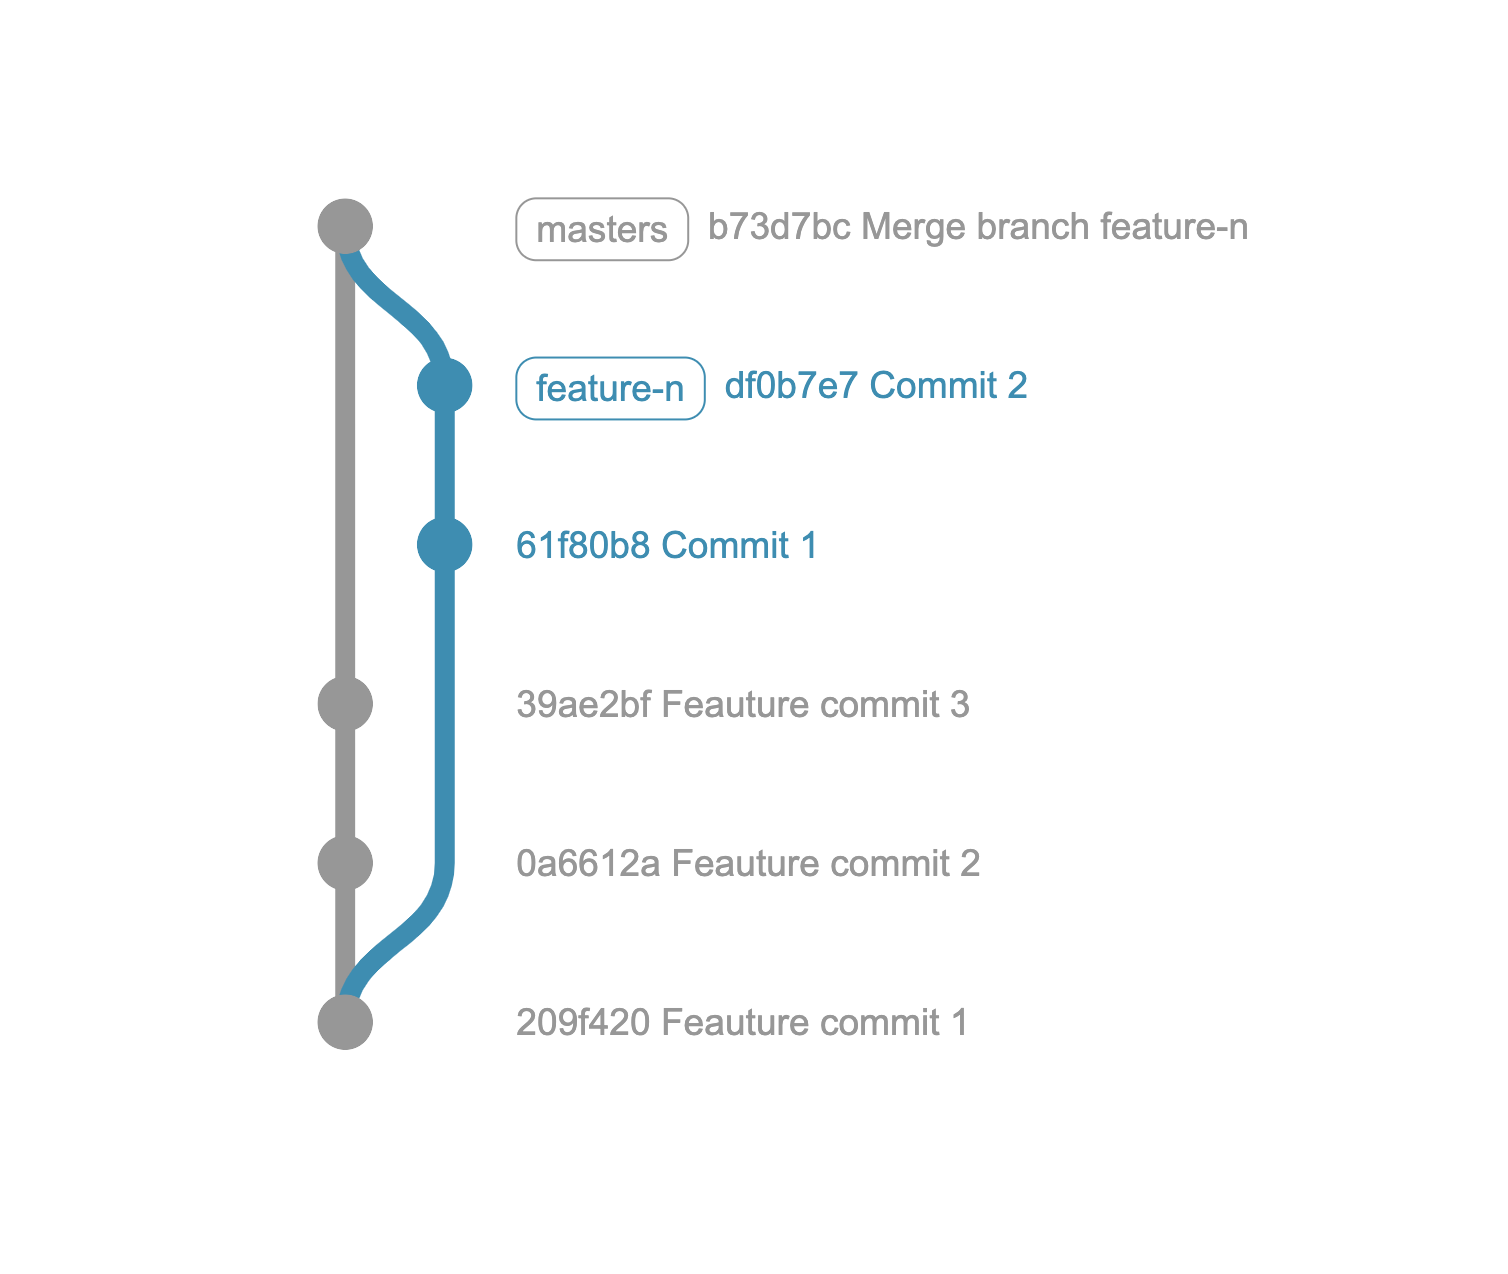 masters b73d7bc Merge branch feature-n
feature-n df0b7e7 Commit 2
61f80b8 Commit 1
39ae2bf Feauture commit 3
0a6612a Feauture commit 2
209f420 Feauture commit 1